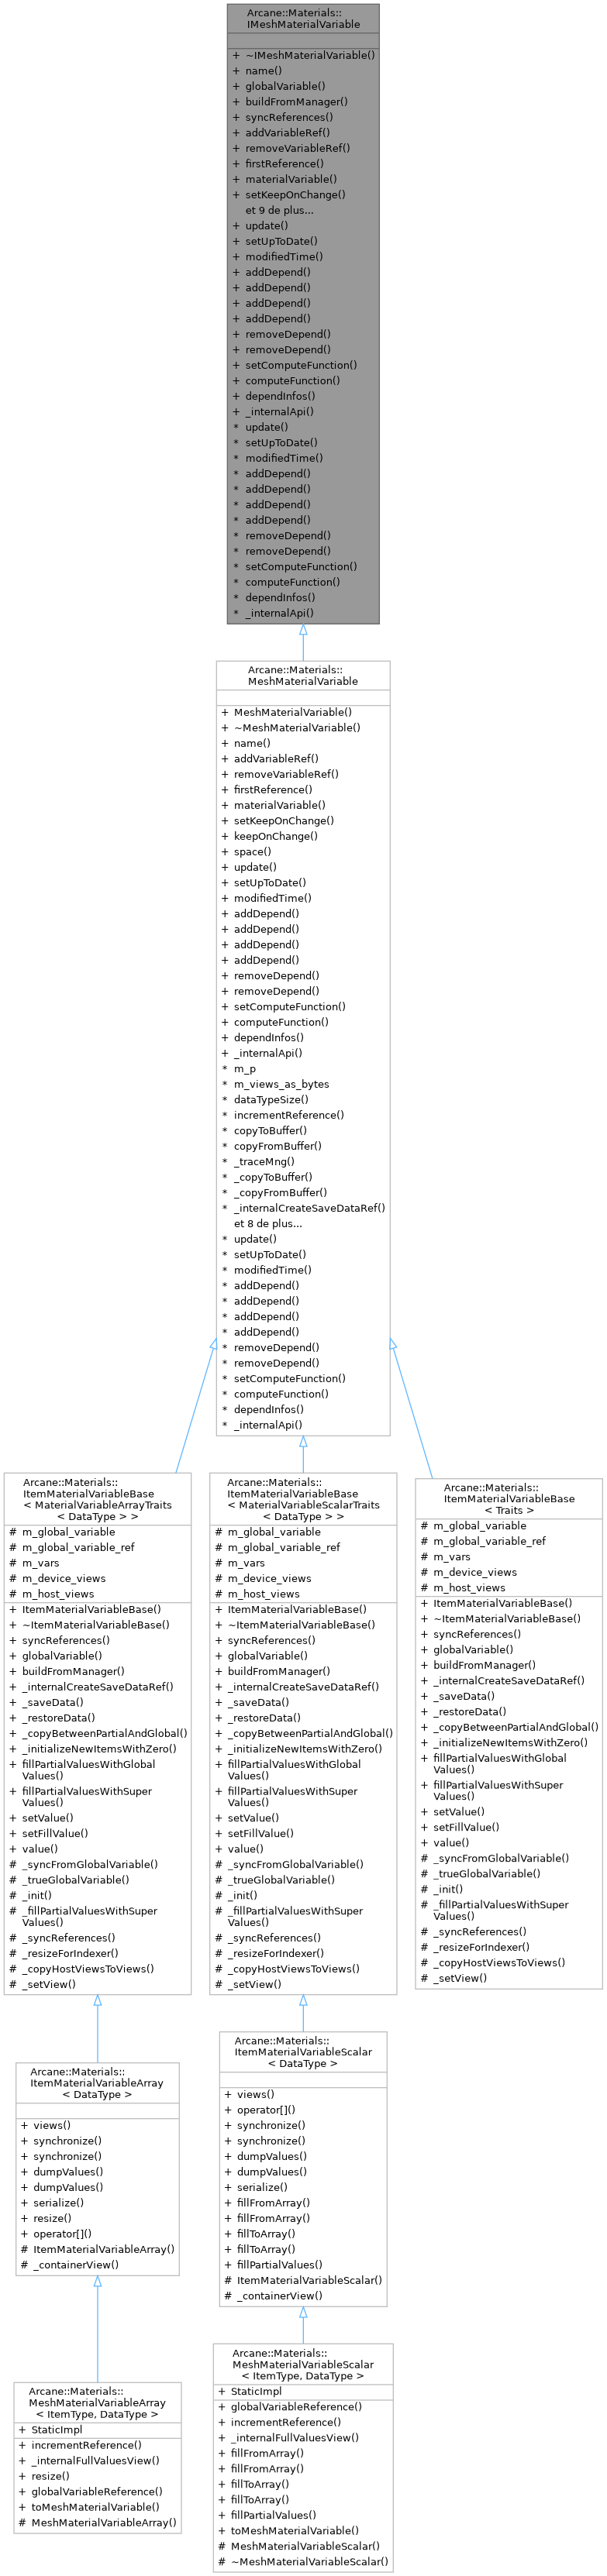 Arcane::Materials::
IMeshMaterialVariable
+ ~IMeshMaterialVariable()
+ name()
+ globalVariable()
+ buildFromManager()
+ syncReferences()
+ addVariableRef()
+ removeVariableRef()
+ firstReference()
+ materialVariable()
+ setKeepOnChange()
et 9 de plus...
+ update()
+ setUpToDate()
+ modifiedTime()
+ addDepend()
+ addDepend()
+ addDepend()
+ addDepend()
+ removeDepend()
+ removeDepend()
+ setComputeFunction()
+ computeFunction()
+ dependInfos()
+ _internalApi()
* update()
* setUpToDate()
* modifiedTime()
* addDepend()
* addDepend()
* addDepend()
* addDepend()
* removeDepend()
* removeDepend()
* setComputeFunction()
* computeFunction()
* dependInfos()
* _internalApi()
Arcane::Materials::
MeshMaterialVariable
+ MeshMaterialVariable()
+ ~MeshMaterialVariable()
+ name()
+ addVariableRef()
+ removeVariableRef()
+ firstReference()
+ materialVariable()
+ setKeepOnChange()
+ keepOnChange()
+ space()
+ update()
+ setUpToDate()
+ modifiedTime()
+ addDepend()
+ addDepend()
+ addDepend()
+ addDepend()
+ removeDepend()
+ removeDepend()
+ setComputeFunction()
+ computeFunction()
+ dependInfos()
+ _internalApi()
* m_p
* m_views_as_bytes
* dataTypeSize()
* incrementReference()
* copyToBuffer()
* copyFromBuffer()
* _traceMng()
* _copyToBuffer()
* _copyFromBuffer()
* _internalCreateSaveDataRef()
et 8 de plus...
* update()
* setUpToDate()
* modifiedTime()
* addDepend()
* addDepend()
* addDepend()
* addDepend()
* removeDepend()
* removeDepend()
* setComputeFunction()
* computeFunction()
* dependInfos()
* _internalApi()
Arcane::Materials::
ItemMaterialVariableBase
< MaterialVariableArrayTraits
< DataType > >
# m_global_variable
# m_global_variable_ref
# m_vars
# m_device_views
# m_host_views
+ ItemMaterialVariableBase()
+ ~ItemMaterialVariableBase()
+ syncReferences()
+ globalVariable()
+ buildFromManager()
+ _internalCreateSaveDataRef()
+ _saveData()
+ _restoreData()
+ _copyBetweenPartialAndGlobal()
+ _initializeNewItemsWithZero()
+ fillPartialValuesWithGlobal
Values()
+ fillPartialValuesWithSuper
Values()
+ setValue()
+ setFillValue()
+ value()
# _syncFromGlobalVariable()
# _trueGlobalVariable()
# _init()
# _fillPartialValuesWithSuper
Values()
# _syncReferences()
# _resizeForIndexer()
# _copyHostViewsToViews()
# _setView()
Arcane::Materials::
ItemMaterialVariableBase
< MaterialVariableScalarTraits
< DataType > >
# m_global_variable
# m_global_variable_ref
# m_vars
# m_device_views
# m_host_views
+ ItemMaterialVariableBase()
+ ~ItemMaterialVariableBase()
+ syncReferences()
+ globalVariable()
+ buildFromManager()
+ _internalCreateSaveDataRef()
+ _saveData()
+ _restoreData()
+ _copyBetweenPartialAndGlobal()
+ _initializeNewItemsWithZero()
+ fillPartialValuesWithGlobal
Values()
+ fillPartialValuesWithSuper
Values()
+ setValue()
+ setFillValue()
+ value()
# _syncFromGlobalVariable()
# _trueGlobalVariable()
# _init()
# _fillPartialValuesWithSuper
Values()
# _syncReferences()
# _resizeForIndexer()
# _copyHostViewsToViews()
# _setView()
Arcane::Materials::
ItemMaterialVariableBase
< Traits >
# m_global_variable
# m_global_variable_ref
# m_vars
# m_device_views
# m_host_views
+ ItemMaterialVariableBase()
+ ~ItemMaterialVariableBase()
+ syncReferences()
+ globalVariable()
+ buildFromManager()
+ _internalCreateSaveDataRef()
+ _saveData()
+ _restoreData()
+ _copyBetweenPartialAndGlobal()
+ _initializeNewItemsWithZero()
+ fillPartialValuesWithGlobal
Values()
+ fillPartialValuesWithSuper
Values()
+ setValue()
+ setFillValue()
+ value()
# _syncFromGlobalVariable()
# _trueGlobalVariable()
# _init()
# _fillPartialValuesWithSuper
Values()
# _syncReferences()
# _resizeForIndexer()
# _copyHostViewsToViews()
# _setView()
Arcane::Materials::
ItemMaterialVariableArray
< DataType >
+ views()
+ synchronize()
+ synchronize()
+ dumpValues()
+ dumpValues()
+ serialize()
+ resize()
+ operator[]()
# ItemMaterialVariableArray()
# _containerView()
Arcane::Materials::
ItemMaterialVariableScalar
< DataType >
+ views()
+ operator[]()
+ synchronize()
+ synchronize()
+ dumpValues()
+ dumpValues()
+ serialize()
+ fillFromArray()
+ fillFromArray()
+ fillToArray()
+ fillToArray()
+ fillPartialValues()
# ItemMaterialVariableScalar()
# _containerView()
Arcane::Materials::
MeshMaterialVariableArray
< ItemType, DataType >
+ StaticImpl
+ incrementReference()
+ _internalFullValuesView()
+ resize()
+ globalVariableReference()
+ toMeshMaterialVariable()
# MeshMaterialVariableArray()
Arcane::Materials::
MeshMaterialVariableScalar
< ItemType, DataType >
+ StaticImpl
+ globalVariableReference()
+ incrementReference()
+ _internalFullValuesView()
+ fillFromArray()
+ fillFromArray()
+ fillToArray()
+ fillToArray()
+ fillPartialValues()
+ toMeshMaterialVariable()
# MeshMaterialVariableScalar()
# ~MeshMaterialVariableScalar()